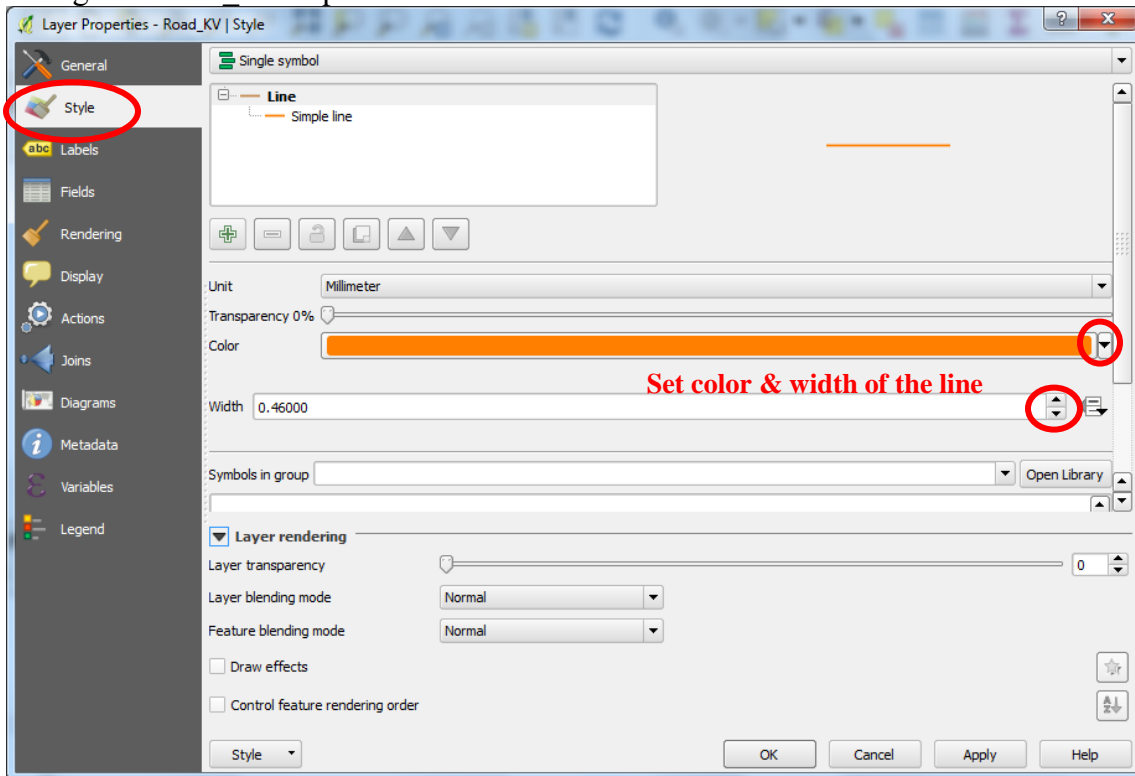 Layer Properties - Road_KV | Style
General
Style
Labels
Fields
Rendering
Display
Actions
Joins
Diagrams
Metadata
Variables
Legend
Single symbol
Line
Simple line
Unit Millimeter
Transparency 0%
Color
Set color & width of the line
Width 0.46000
Symbols in group Open Library
Layer rendering
Layer transparency 0
Layer blending mode Normal
Feature blending mode Normal
Draw effects
Control feature rendering order
Style OK Cancel Apply Help